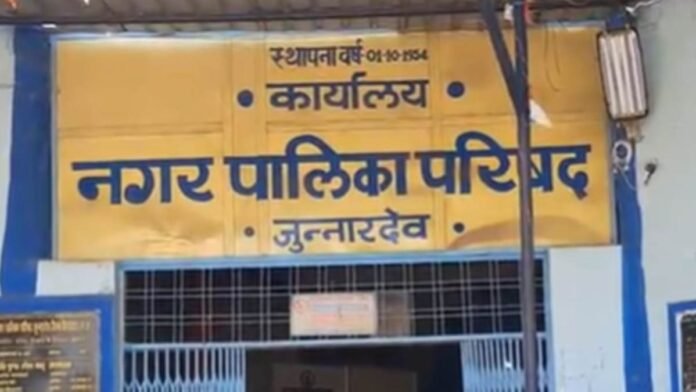 स्थापना वर्ष-01-10-1954
• कार्यालय •
नगर पालिका परिषद
• जुन्नारदेव •